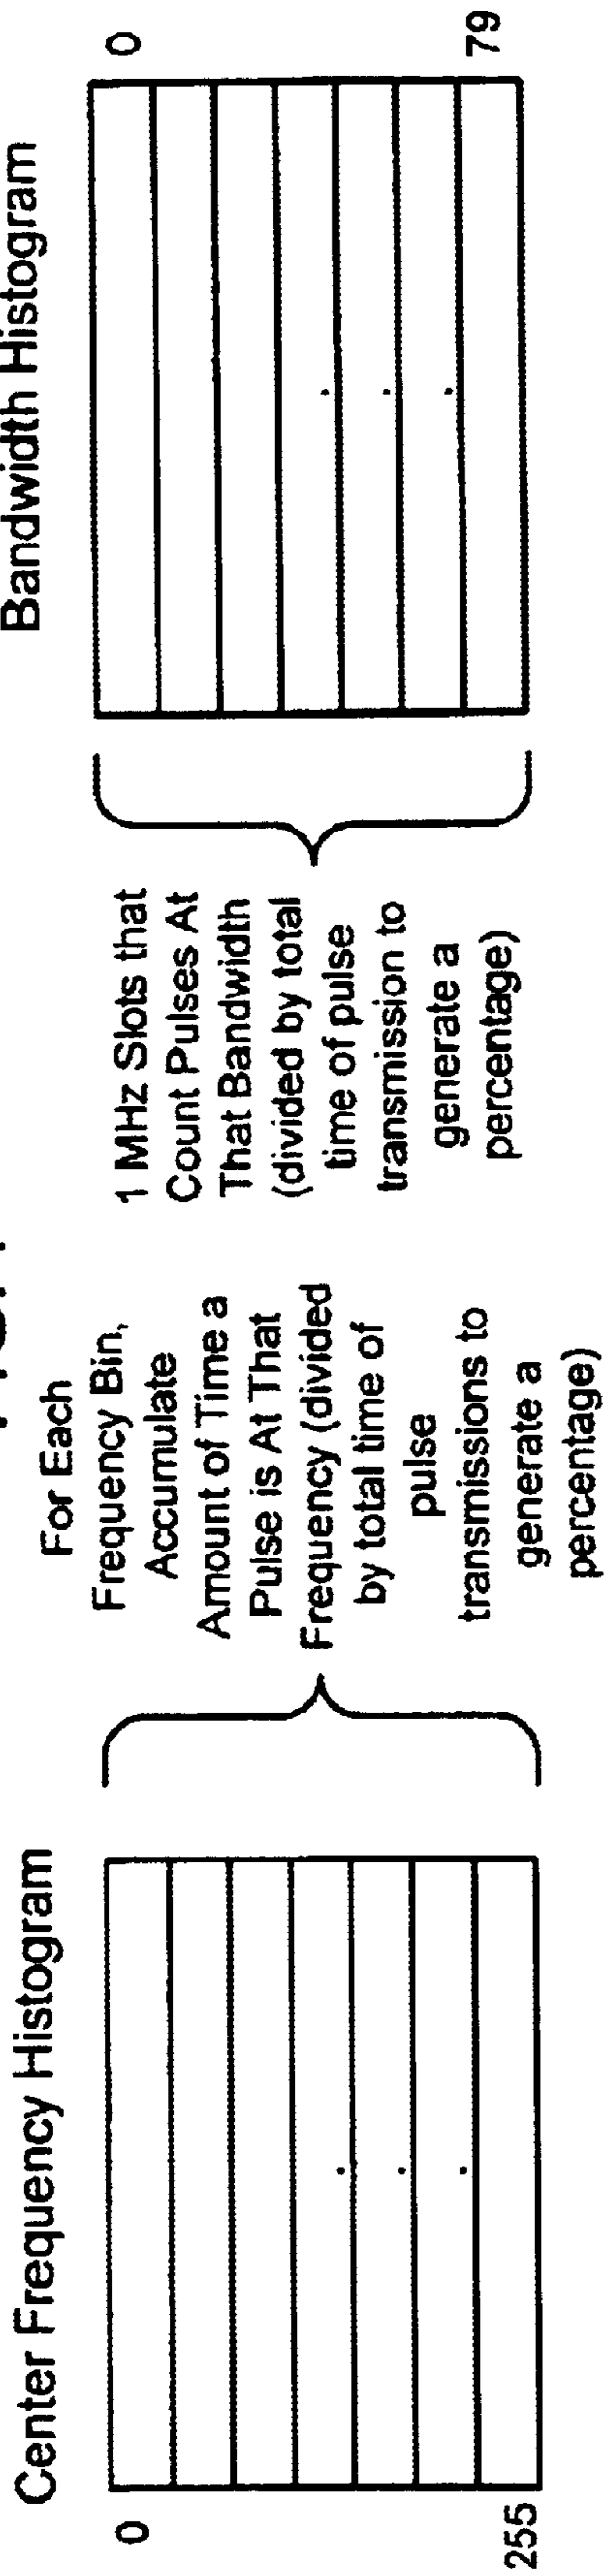 Center Frequency Histogram
0
255
For Each
Frequency Bin,
Accumulate
Amount of Time a
Pulse is At That
Frequency (divided
by total time of
pulse
transmissions to
generate a
percentage)
Bandwidth Histogram
1 MHz Slots that
Count Pulses At
That Bandwidth
(divided by total
time of pulse
transmission to
generate a
percentage)
0
79